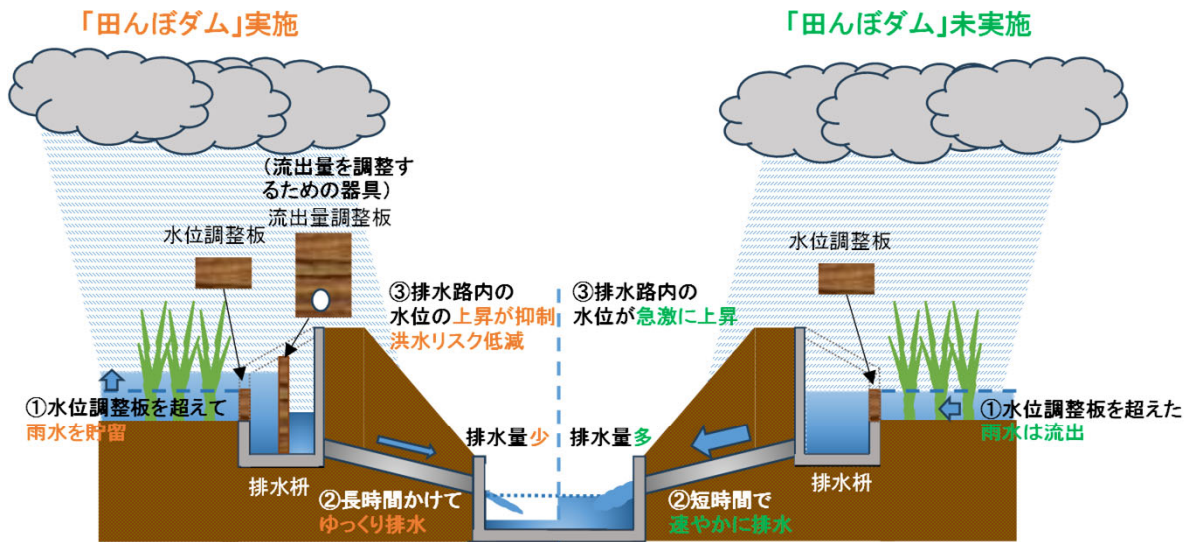 「田んぼダム」実施
(流出量を調整す
るための器具)
流出量調整板
水位調整板
③排水路内の
水位の上昇が抑制
洪水リスク低減
①水位調整板を超えて
雨水を貯留
排水枡
②長時間かけて
ゆっくり排水
排水量少
「田んぼダム」未実施
水位調整板
③排水路内の
水位が急激に上昇
①水位調整板を超えた
雨水は流出
排水枡
②短時間で
速やかに排水
排水量多